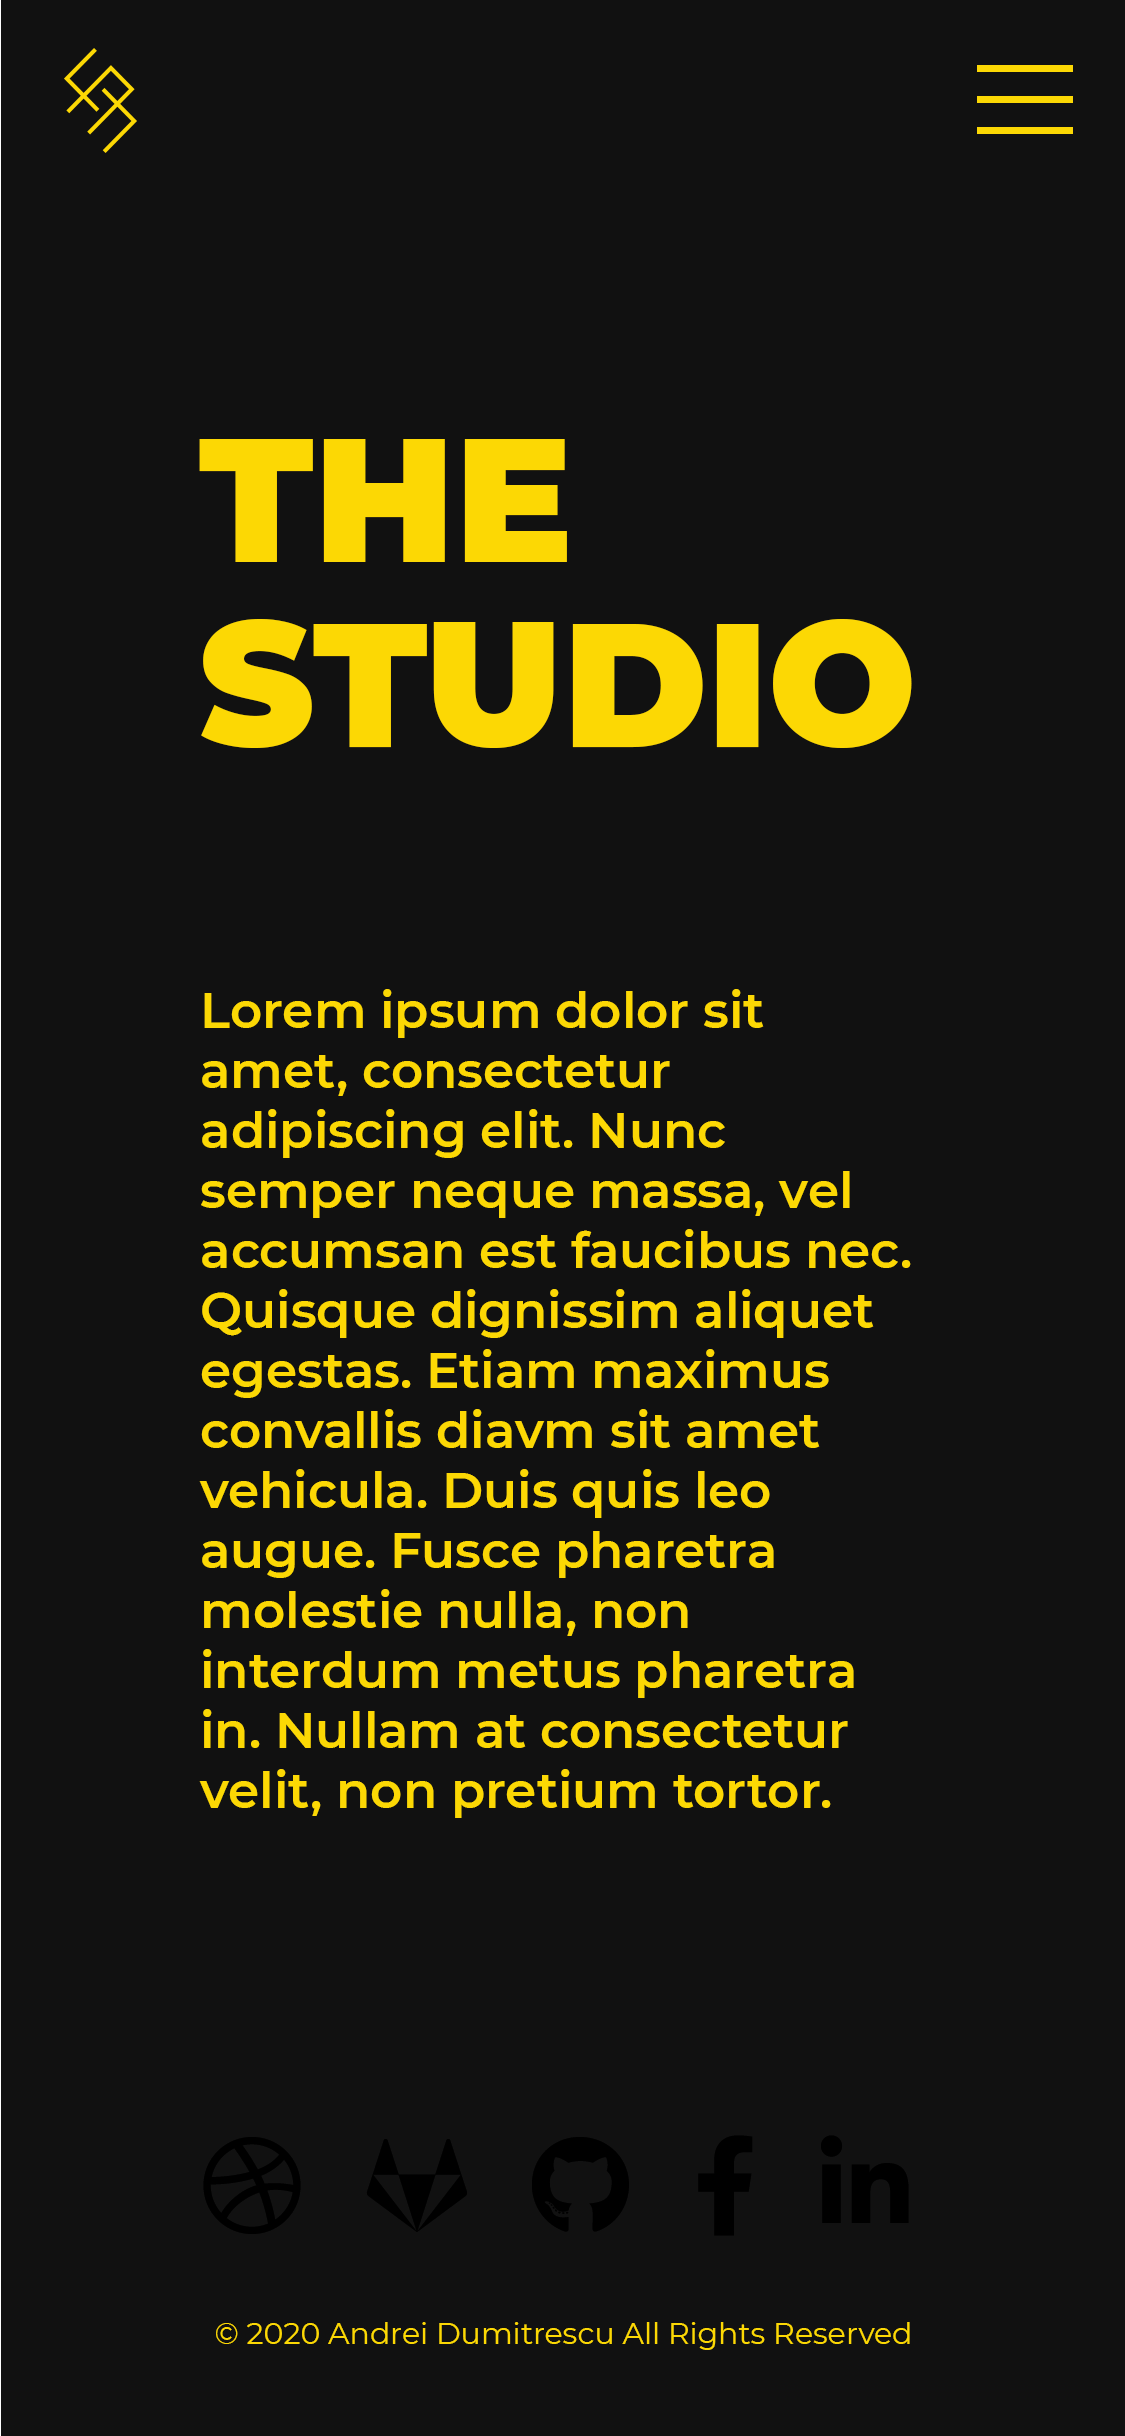 THE
STUDIO
Lorem ipsum dolor sit
amet, consectetur
adipiscing elit. Nunc
semper neque massa, vel
accumsan est faucibus nec.
Quisque dignissim aliquet
egestas. Etiam maximus
convallis diavm sit amet
vehicula. Duis quis leo
augue. Fusce pharetra
molestie nulla, non
interdum metus pharetra
in. Nullam at consectetur
velit, non pretium tortor.
© 2020 Andrei Dumitrescu All Rights Reserved